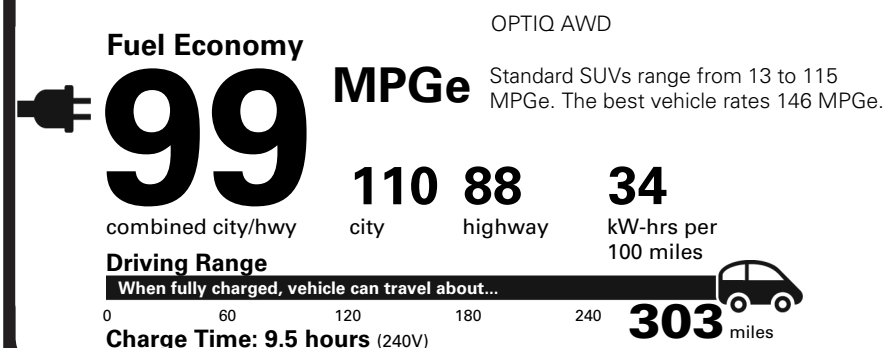 OPTIQ AWD
Fuel Economy
99
MPGe
Standard SUVs range from 13 to 115
MPGe. The best vehicle rates 146 MPGe.
combined city/hwy
110
city
88
highway
34
kW-hrs per
100 miles
Driving Range
When fully charged, vehicle can travel about...
0 60 120 180 240 303 miles
Charge Time: 9.5 hours (240V)